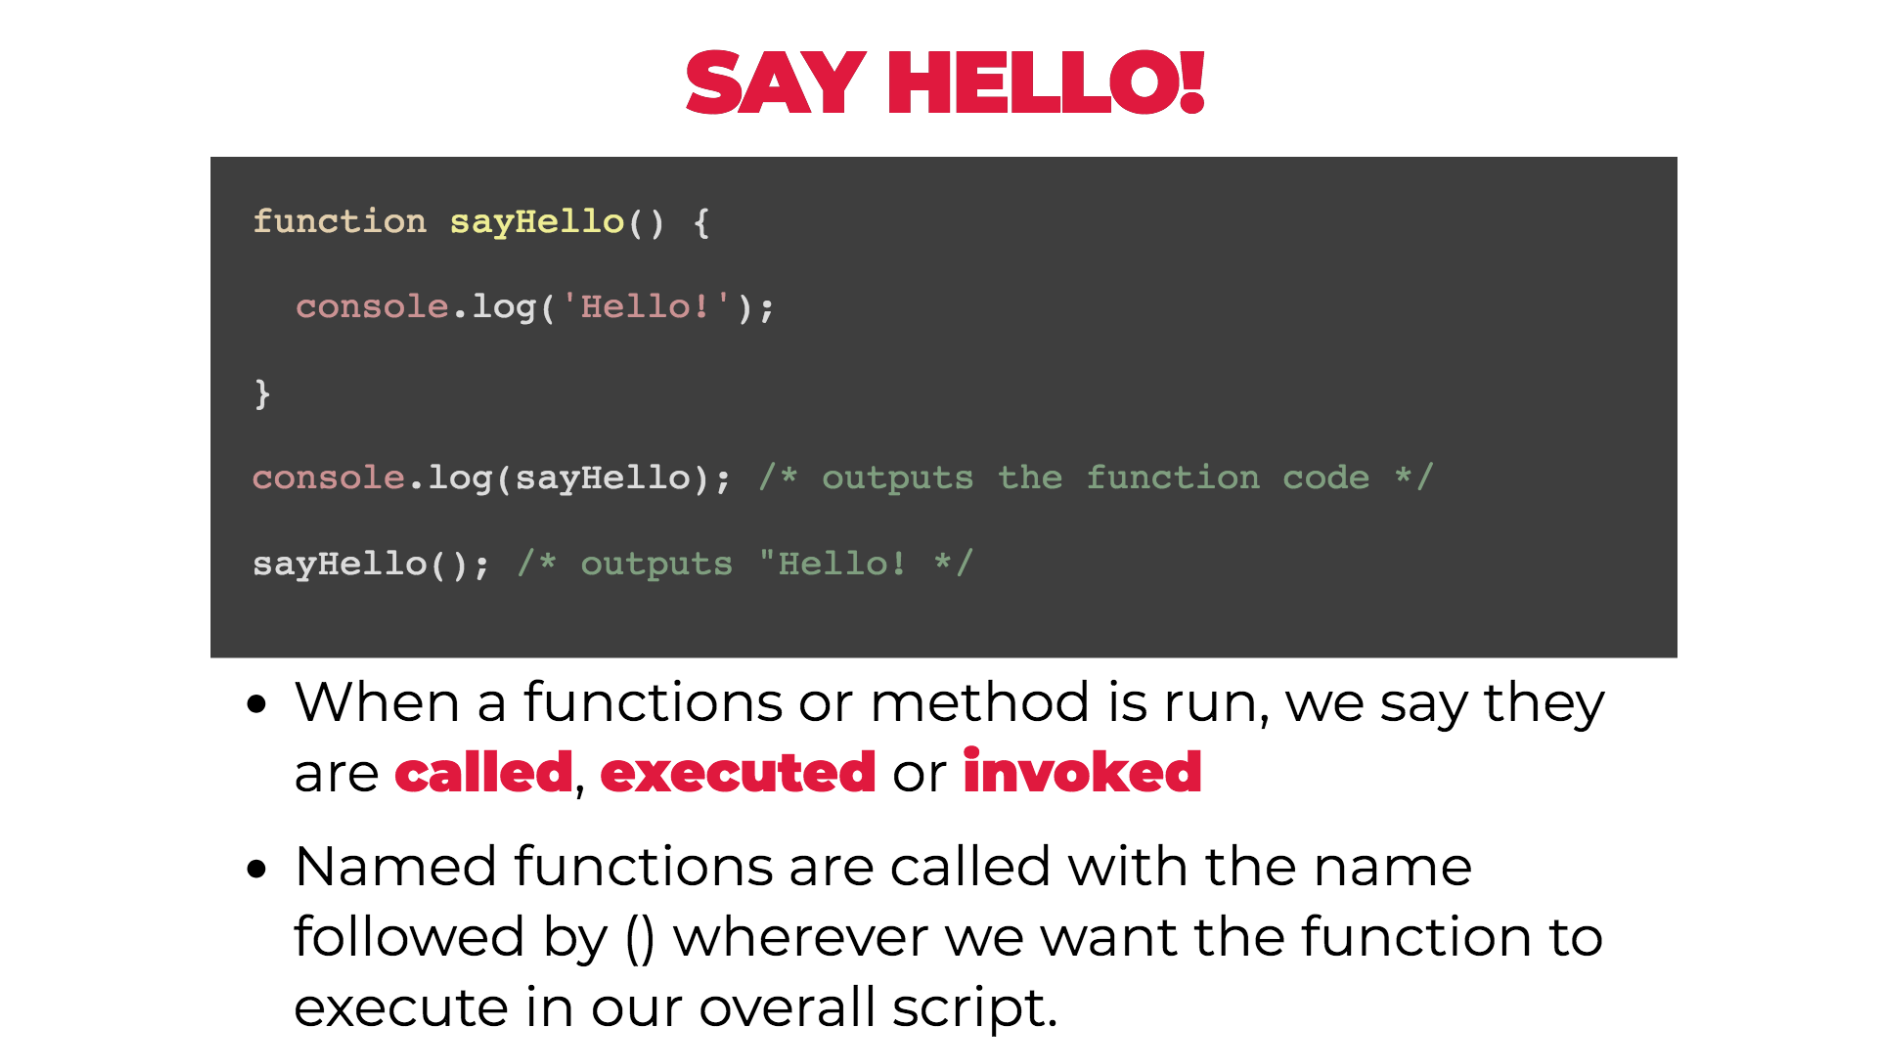 SAY HELLO!
function sayHello() {
console.log('Hello!');
}
console.log(sayHello); /* outputs the function code */
sayHello(); /* outputs "Hello! */
• When a functions or method is run, we say they
are called, executed or invoked
• Named functions are called with the name
followed by () wherever we want the function to
execute in our overall script.